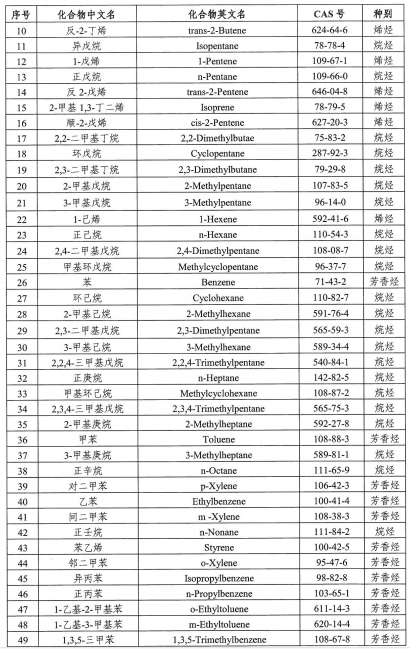 序号 化合物中文名 化合物英文名 CAS 号 种别
10 反-2-丁烯 trans-2-Butene 624-64-6 烯烃
11 异戊烷 Isopentane 78-78-4 烷烃
12 1-戊烯 1-Pentene 109-67-1 烯烃
13 正戊烷 n-Pentane 109-66-0 烷烃
14 反 2-戊烯 trans-2-Pentene 646-04-8 烯烃
15 2-甲基 1,3-丁二烯 Isoprene 78-79-5 烯烃
16 顺-2-戊烯 cis-2-Pentene 627-20-3 烯烃
17 2,2-二甲基丁烷 2,2-Dimethylbutae 75-83-2 烷烃
18 环戊烷 Cyclopentane 287-92-3 烷烃
19 2,3-二甲基丁烷 2,3-Dimethylbutane 79-29-8 烷烃
20 2-甲基戊烷 2-Methylpentane 107-83-5 烷烃
21 3-甲基戊烷 3-Methylpentane 96-14-0 烷烃
22 1-己烯 1-Hexene 592-41-6 烯烃
23 正己烷 n-Hexane 110-54-3 烷烃
24 2,4-二甲基戊烷 2,4-Dimethylpentane 108-08-7 烷烃
25 甲基环戊烷 Methylcyclopentane 96-37-7 烷烃
26 苯 Benzene 71-43-2 芳香烃
27 环己烷 Cyclohexane 110-82-7 烷烃
28 2-甲基己烷 2-Methylhexane 591-76-4 烷烃
29 2,3-二甲基戊烷 2,3-Dimethylpentane 565-59-3 烷烃
30 3-甲基己烷 3-Methylhexane 589-34-4 烷烃
31 2,2,4-三甲基戊烷 2,2,4-Trimethylpentane 540-84-1 烷烃
32 正庚烷 n-Heptane 142-82-5 烷烃
33 甲基环己烷 Methylcyclohexane 108-87-2 烷烃
34 2,3,4-三甲基戊烷 2,3,4-Trimethylpentane 565-75-3 烷烃
35 2-甲基庚烷 2-Methylheptane 592-27-8 烷烃
36 甲苯 Toluene 108-88-3 芳香烃
37 3-甲基庚烷 3-Methylheptane 589-81-1 烷烃
38 正辛烷 n-Octane 111-65-9 烷烃
39 对二甲苯 p-Xylene 106-42-3 芳香烃
40 乙苯 Ethylbenzene 100-41-4 芳香烃
41 间二甲苯 m -Xylene 108-38-3 芳香烃
42 正壬烷 n-Nonane 111-84-2 烷烃
43 苯乙烯 Styrene 100-42-5 芳香烃
44 邻二甲苯 o-Xylene 95-47-6 芳香烃
45 异丙苯 Isopropylbenzene 98-82-8 芳香烃
46 正丙苯 n-Propylbenzene 103-65-1 芳香烃
47 1-乙基-2-甲基苯 o-Ethyltoluene 611-14-3 芳香烃
48 1-乙基-3-甲基苯 m-Ethyltoluene 620-14-4 芳香烃
49 1,3,5-三甲苯 1,3,5-Trimethylbenzene 108-67-8 芳香烃